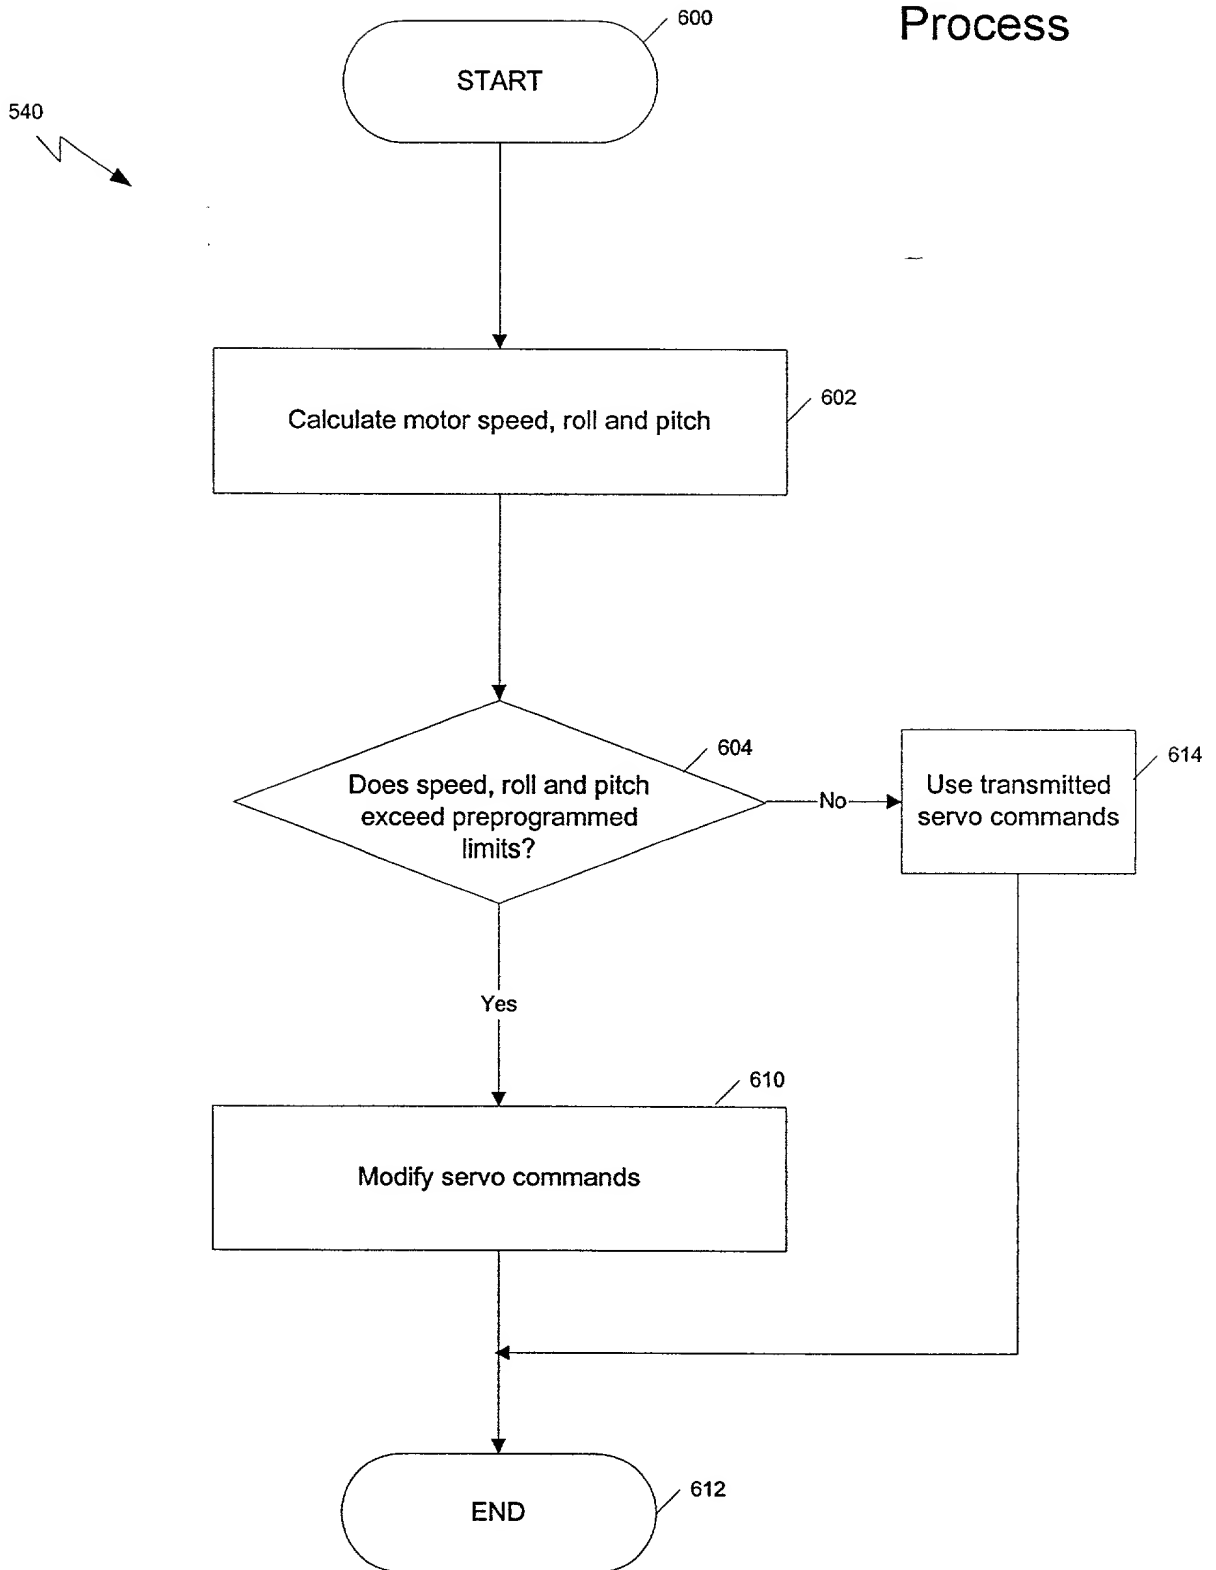 Process
600
START
540
Calculate motor speed, roll and pitch
602
604
Does speed, roll and pitch
exceed preprogrammed
limits?
No
Use transmitted
servo commands
614
Yes
610
Modify servo commands
END
612